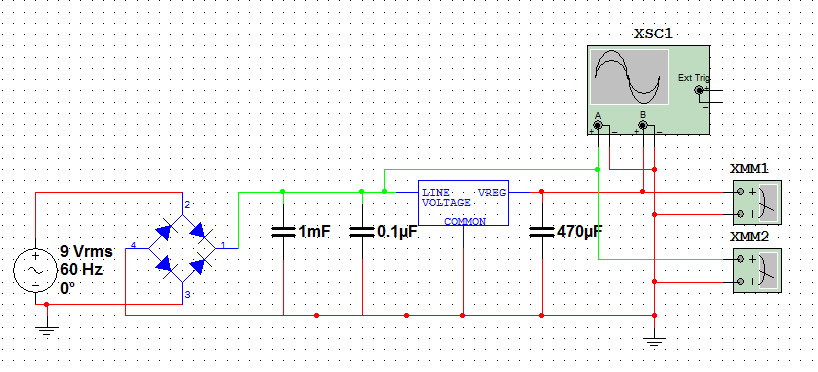 XSC1
Ext Trig
+
−
A
B
+ − + −
XMM1
+
−
XMM2
+
−
LINE VREG
VOLTAGE
COMMON
2
4
1
3
+
−
9 Vrms
60 Hz
0°
1mF
0.1µF
470µF